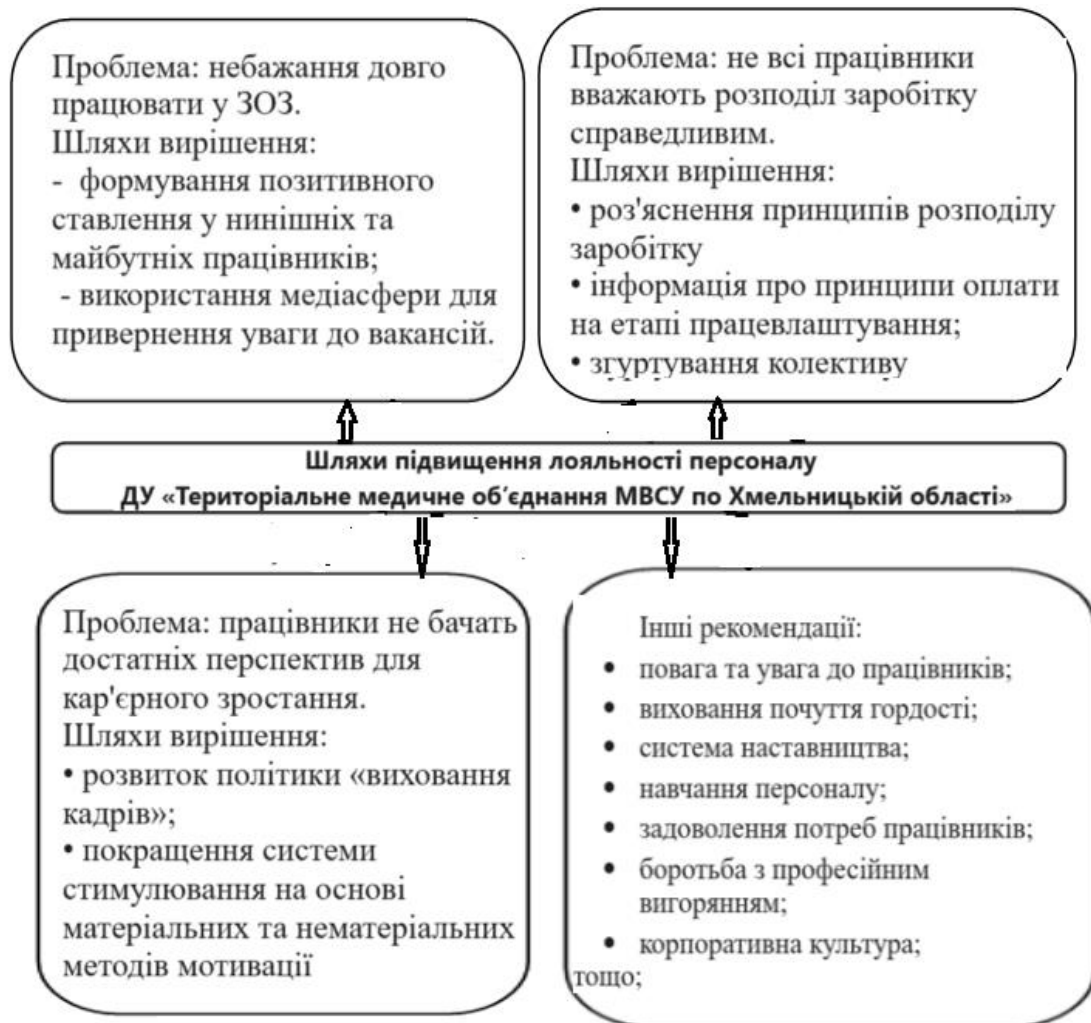 Проблема: небажання довго
працювати у ЗОЗ.
Шляхи вирішення:
- формування позитивного
ставлення у нинішніх та
майбутніх працівників;
- використання медіасфери для
привернення уваги до вакансій.
Проблема: не всі працівники
вважають розподіл заробітку
справедливим.
Шляхи вирішення:
• роз'яснення принципів розподілу
заробітку
• інформація про принципи оплати
на етапі працевлаштування;
• згуртування колективу
Шляхи підвищення лояльності персоналу
ДУ «Територіальне медичне об’єднання МВСУ по Хмельницькій області»
Проблема: працівники не бачать
достатніх перспектив для
кар'єрного зростання.
Шляхи вирішення:
• розвиток політики «виховання
кадрів»;
• покращення системи
стимулювання на основі
матеріальних та нематеріальних
методів мотивації
Інші рекомендації:
• повага та увага до працівників;
• виховання почуття гордості;
• система наставництва;
• навчання персоналу;
• задоволення потреб працівників;
• боротьба з професійним
вигорянням;
• корпоративна культура;
тощо;